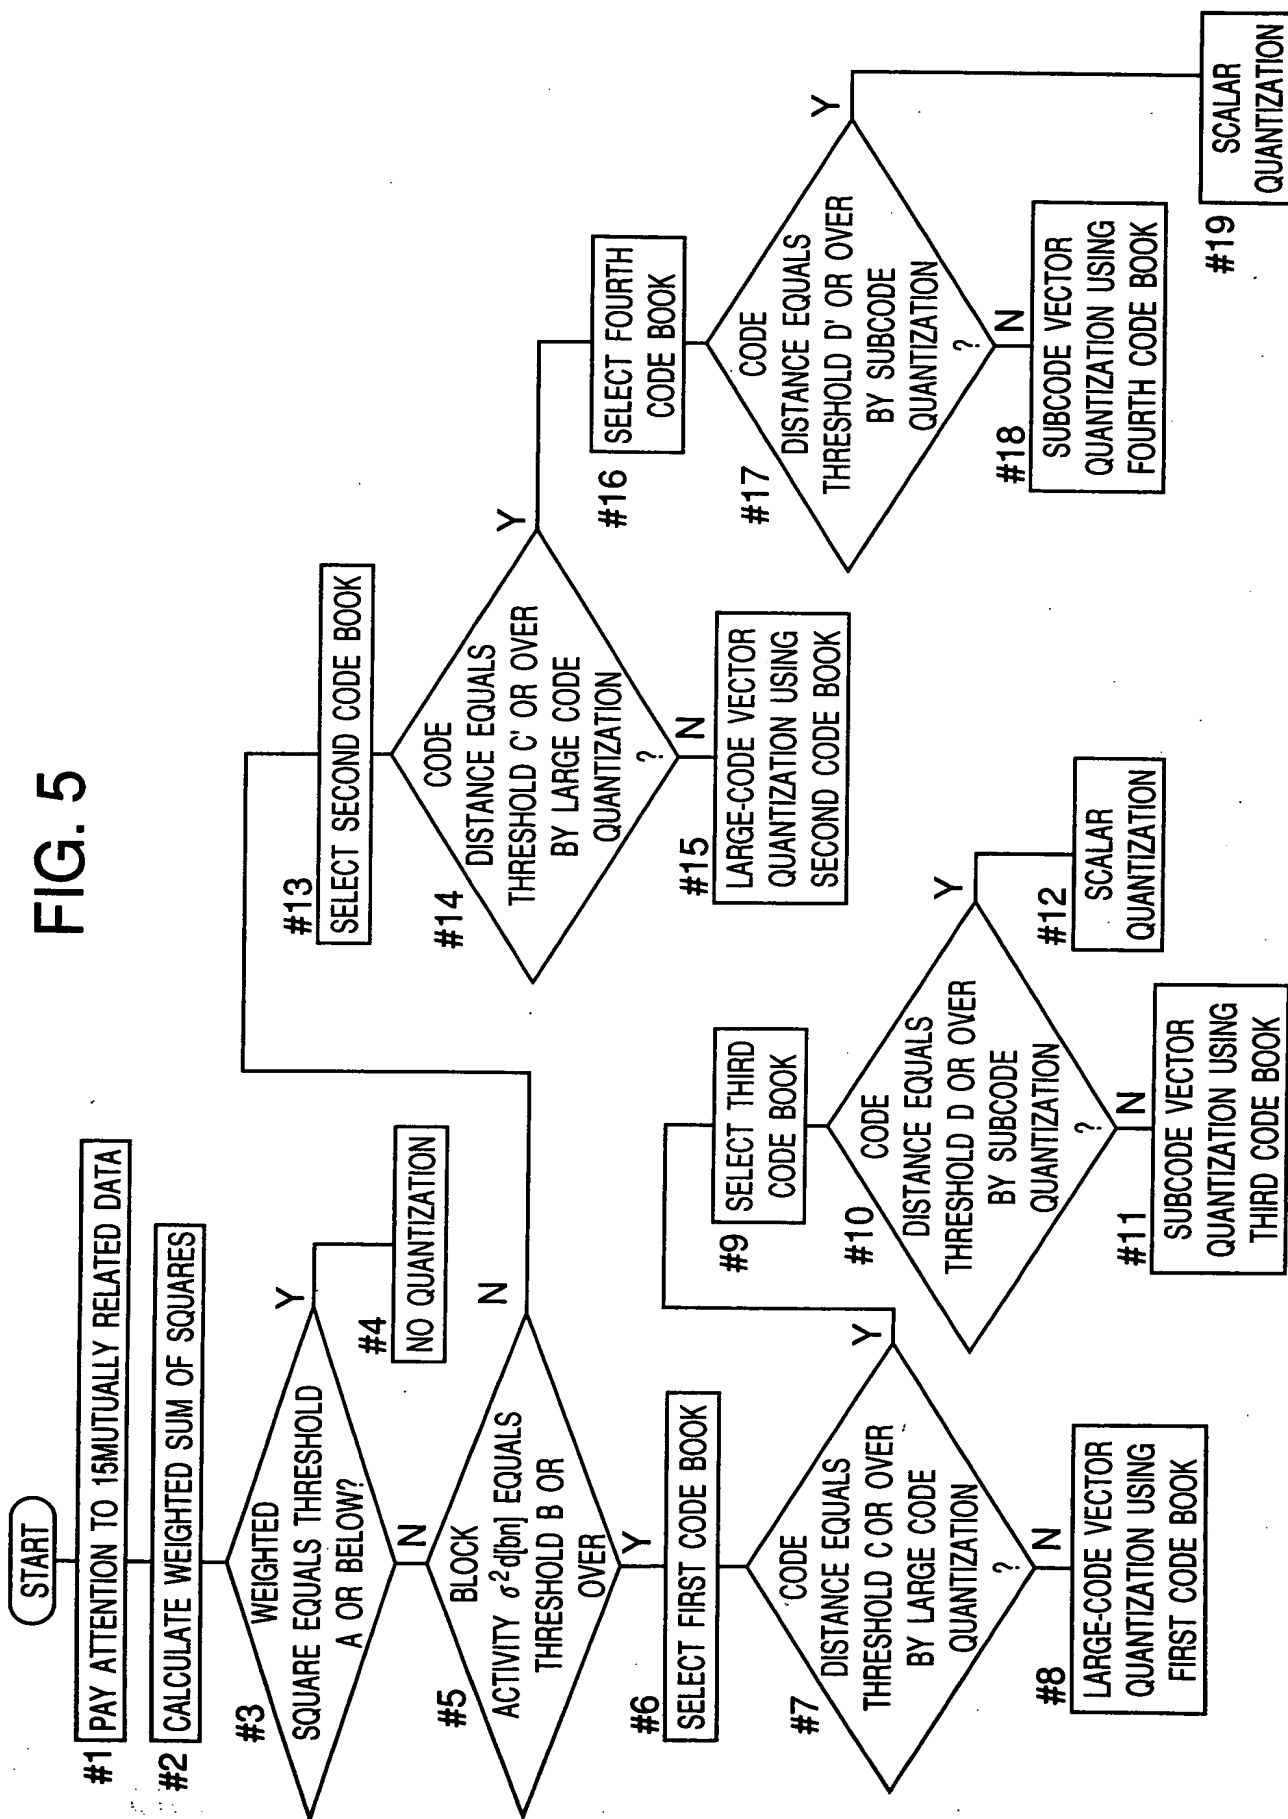 FIG. 5
START
#1
PAY ATTENTION TO 15MUTUALLY RELATED DATA
#2
CALCULATE WEIGHTED SUM OF SQUARES
#3
WEIGHTED
SQUARE EQUALS THRESHOLD
A OR BELOW?
Y
N
#4
NO QUANTIZATION
#5
BLOCK
ACTIVITY σ²d[bn] EQUALS
THRESHOLD B OR
OVER
N
Y
#6
SELECT FIRST CODE BOOK
#7
CODE
DISTANCE EQUALS
THRESHOLD C OR OVER
BY LARGE CODE
QUANTIZATION
?
Y
N
#8
LARGE-CODE VECTOR
QUANTIZATION USING
FIRST CODE BOOK
#9
SELECT THIRD
CODE BOOK
#10
CODE
DISTANCE EQUALS
THRESHOLD D OR OVER
BY SUBCODE
QUANTIZATION
?
Y
N
#11
SUBCODE VECTOR
QUANTIZATION USING
THIRD CODE BOOK
#12
SCALAR
QUANTIZATION
#13
SELECT SECOND CODE BOOK
#14
CODE
DISTANCE EQUALS
THRESHOLD C' OR OVER
BY LARGE CODE
QUANTIZATION
?
Y
N
#15
LARGE-CODE VECTOR
QUANTIZATION USING
SECOND CODE BOOK
#16
SELECT FOURTH
CODE BOOK
#17
CODE
DISTANCE EQUALS
THRESHOLD D' OR OVER
BY SUBCODE
QUANTIZATION
?
Y
N
#18
SUBCODE VECTOR
QUANTIZATION USING
FOURTH CODE BOOK
#19
SCALAR
QUANTIZATION